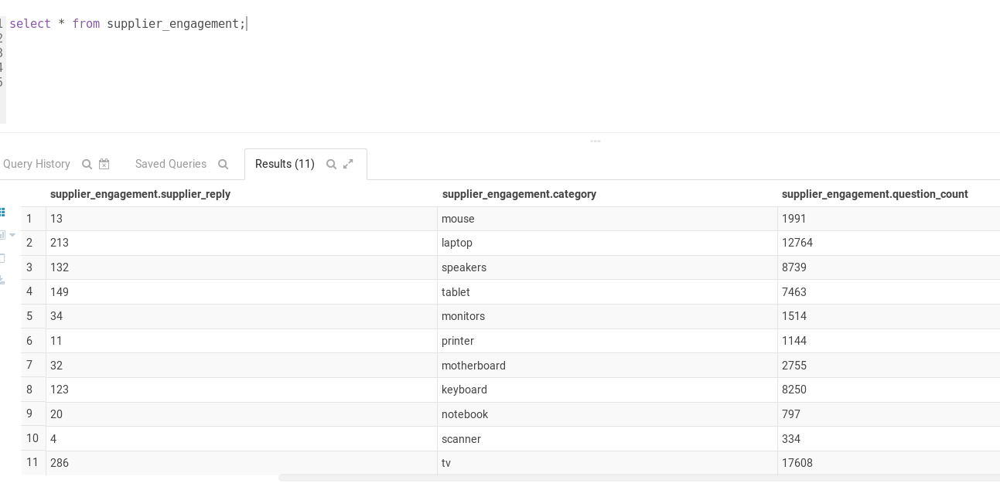 1 select * from supplier_engagement;
2
3
4
5
Query History Saved Queries Results (11)
supplier_engagement.supplier_reply supplier_engagement.category supplier_engagement.question_count
1 13 mouse 1991
2 213 laptop 12764
3 132 speakers 8739
4 149 tablet 7463
5 34 monitors 1514
6 11 printer 1144
7 32 motherboard 2755
8 123 keyboard 8250
9 20 notebook 797
10 4 scanner 334
11 286 tv 17608